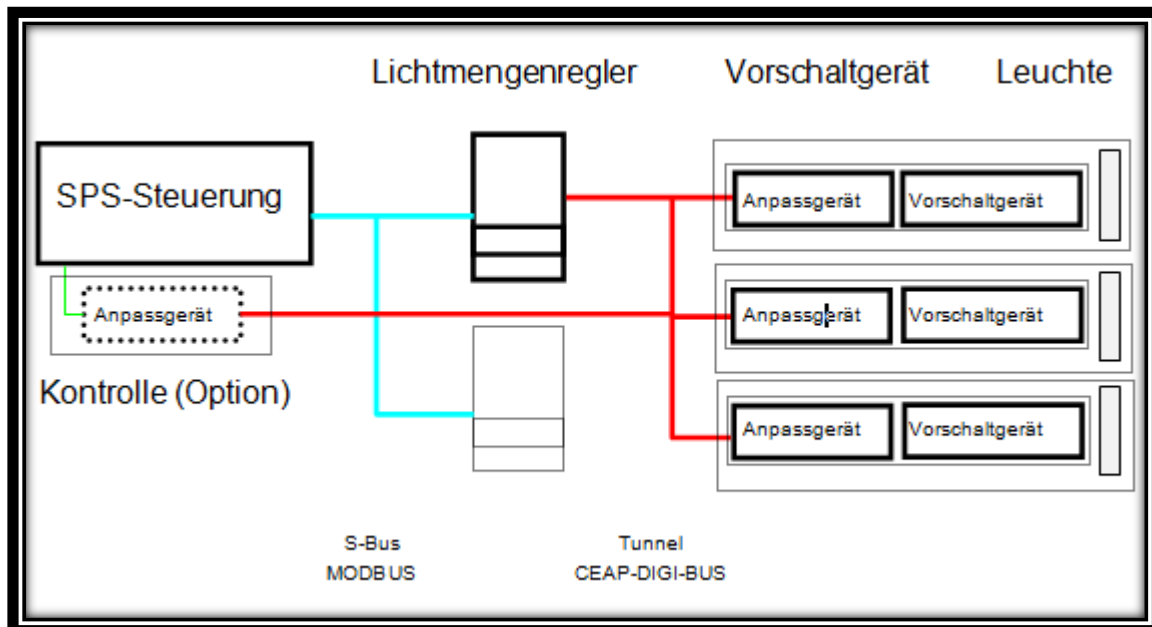 Lichtmengenregler
Vorschaltgerät
Leuchte
SPS-Steuerung
Anpassgerät
Vorschaltgerät
Anpassgerät
Anpassgerät
Vorschaltgerät
Kontrolle (Option)
Anpassgerät
Vorschaltgerät
S-Bus
MODBUS
Tunnel
CEAP-DIGI-BUS